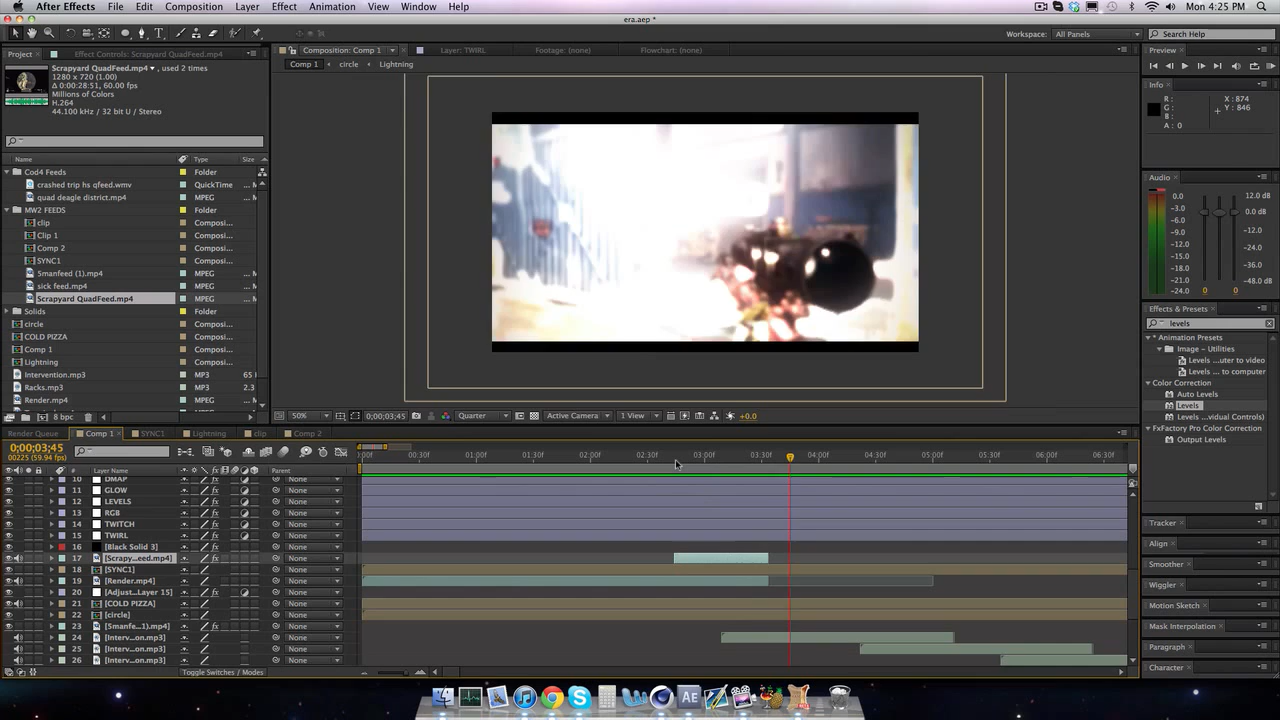 After Effects File Edit Composition Layer Effect Animation View Window Help Mon 4:25 PM
era.aep *
Workspace: All Panels Search Help
Project Effect Controls: Scrapyard QuadFeed.mp4
Composition: Comp 1 Layer: TWIRL Footage: (none) Flowchart: (none)
Comp 1 circle Lightning
Scrapyard QuadFeed.mp4 , used 2 times
1280 x 720 (1.00)
Δ 0:00:28:51, 60.00 fps
Millions of Colors
H.264
44.100 kHz / 32 bit U / Stereo
Name Type Size
Cod4 Feeds Folder
crashed trip hs qfeed.wmv QuickTime ... M
quad deagle district.mp4 MPEG ... M
MW2 FEEDS Folder
clip Composi...
Clip 1 Composi...
Comp 2 Composi...
SYNC1 Composi...
5manfeed (1).mp4 MPEG ... M
sick feed.mp4 MPEG ... M
Scrapyard QuadFeed.mp4 MPEG ... M
Solids Folder
circle Composi...
COLD PIZZA Composi...
Comp 1 Composi...
Lightning Composi...
Intervention.mp3 MP3 65
Racks.mp3 MP3 2.3
Render.mp4 MPEG ... M
8 bpc
50% 0;00;03;45 Quarter Active Camera 1 View +0.0
Preview
Info
R :
G :
B :
A : 0
X : 874
Y : 846
Audio
0.0
-3.0
-6.0
-9.0
-12.0
-15.0
-18.0
-21.0
-24.0
12.0 dB
0.0 dB
-12.0
-24.0
-36.0
-48.0 dB
0 0
Effects & Presets
levels
* Animation Presets
Image – Utilities
Levels ...uter to video
Levels ... to computer
Color Correction
Auto Levels
Levels
Levels ...vidual Controls)
FxFactory Pro Color Correction
Output Levels
Tracker
Align
Smoother
Wiggler
Motion Sketch
Mask Interpolation
Paragraph
Character
Render Queue Comp 1 SYNC1 Lightning clip Comp 2
0;00;03;45
00225 (59.94 fps)
:00f 00:30f 01:00f 01:30f 02:00f 02:30f 03:00f 03:30f 04:00f 04:30f 05:00f 05:30f 06:00f 06:30f
# Layer Name Parent
10 DMAP None
11 GLOW None
12 LEVELS None
13 RGB None
14 TWITCH None
15 TWIRL None
16 [Black Solid 3] None
17 [Scrapy...eed.mp4] None
18 [SYNC1] None
19 [Render.mp4] None
20 [Adjust...Layer 15] None
21 [COLD PIZZA] None
22 [circle] None
23 [5manfe...1).mp4] None
24 [Interv...on.mp3] None
25 [Interv...on.mp3] None
26 [Interv...on.mp3] None
Toggle Switches / Modes